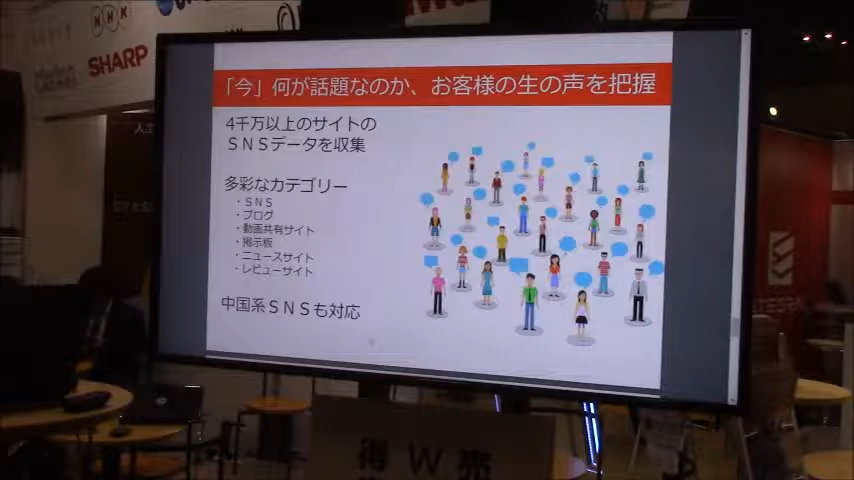 NHK
SHARP
「今」何が話題なのか、お客様の生の声を把握
4千万以上のサイトの
SNSデータを収集
多彩なカテゴリー
・SNS
・ブログ
・動画共有サイト
・掲示板
・ニュースサイト
・レビューサイト
中国系SNSも対応
得 W 売